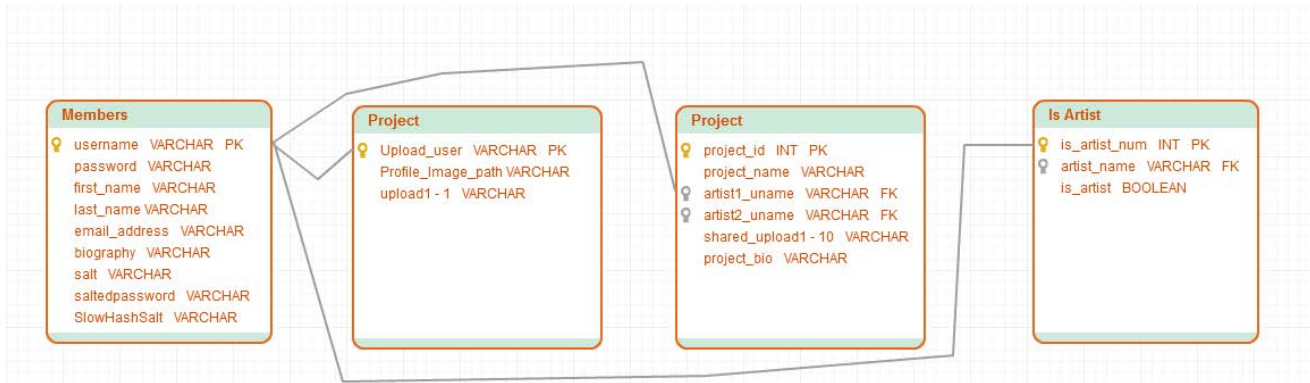 Members
username VARCHAR PK
password VARCHAR
first_name VARCHAR
last_name VARCHAR
email_address VARCHAR
biography VARCHAR
salt VARCHAR
saltedpassword VARCHAR
SlowHashSalt VARCHAR
Project
Upload_user VARCHAR PK
Profile_Image_path VARCHAR
upload1 - 1 VARCHAR
Project
project_id INT PK
project_name VARCHAR
artist1_uname VARCHAR FK
artist2_uname VARCHAR FK
shared_upload1 - 10 VARCHAR
project_bio VARCHAR
Is Artist
is_artist_num INT PK
artist_name VARCHAR FK
is_artist BOOLEAN